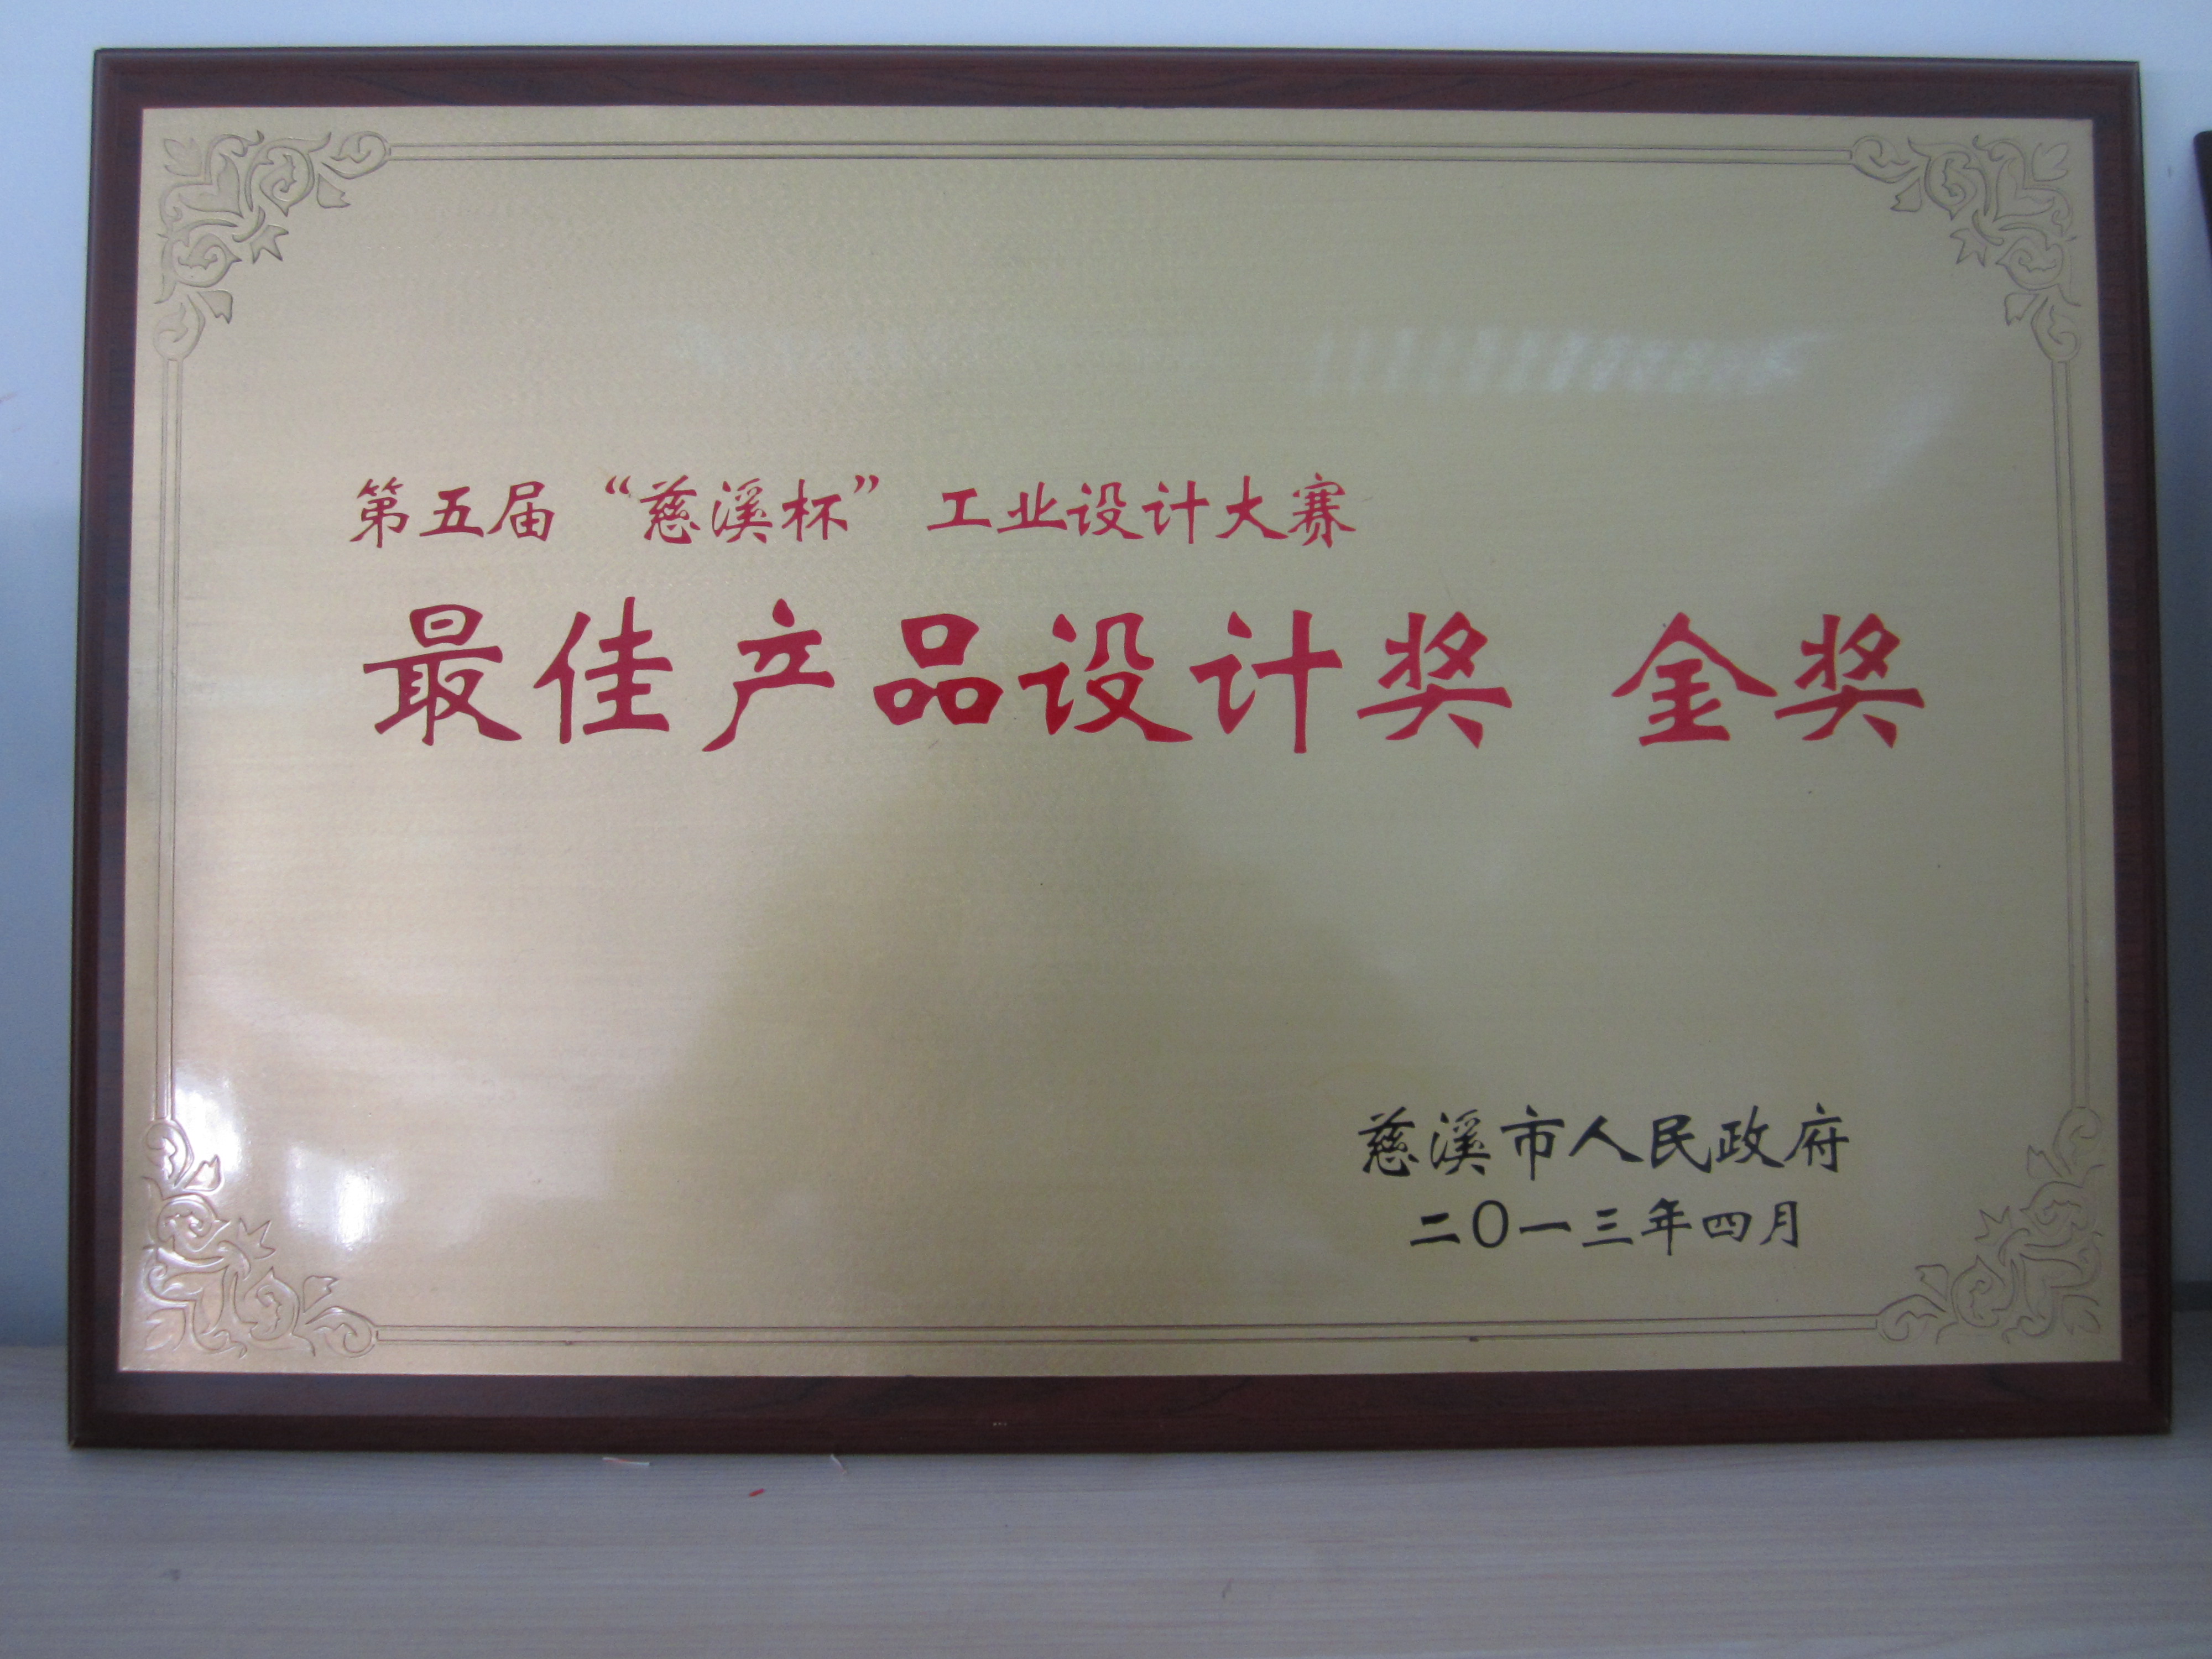 第五届“慈溪杯”工业设计大赛
最佳产品设计奖 金奖
慈溪市人民政府
二〇一三年四月